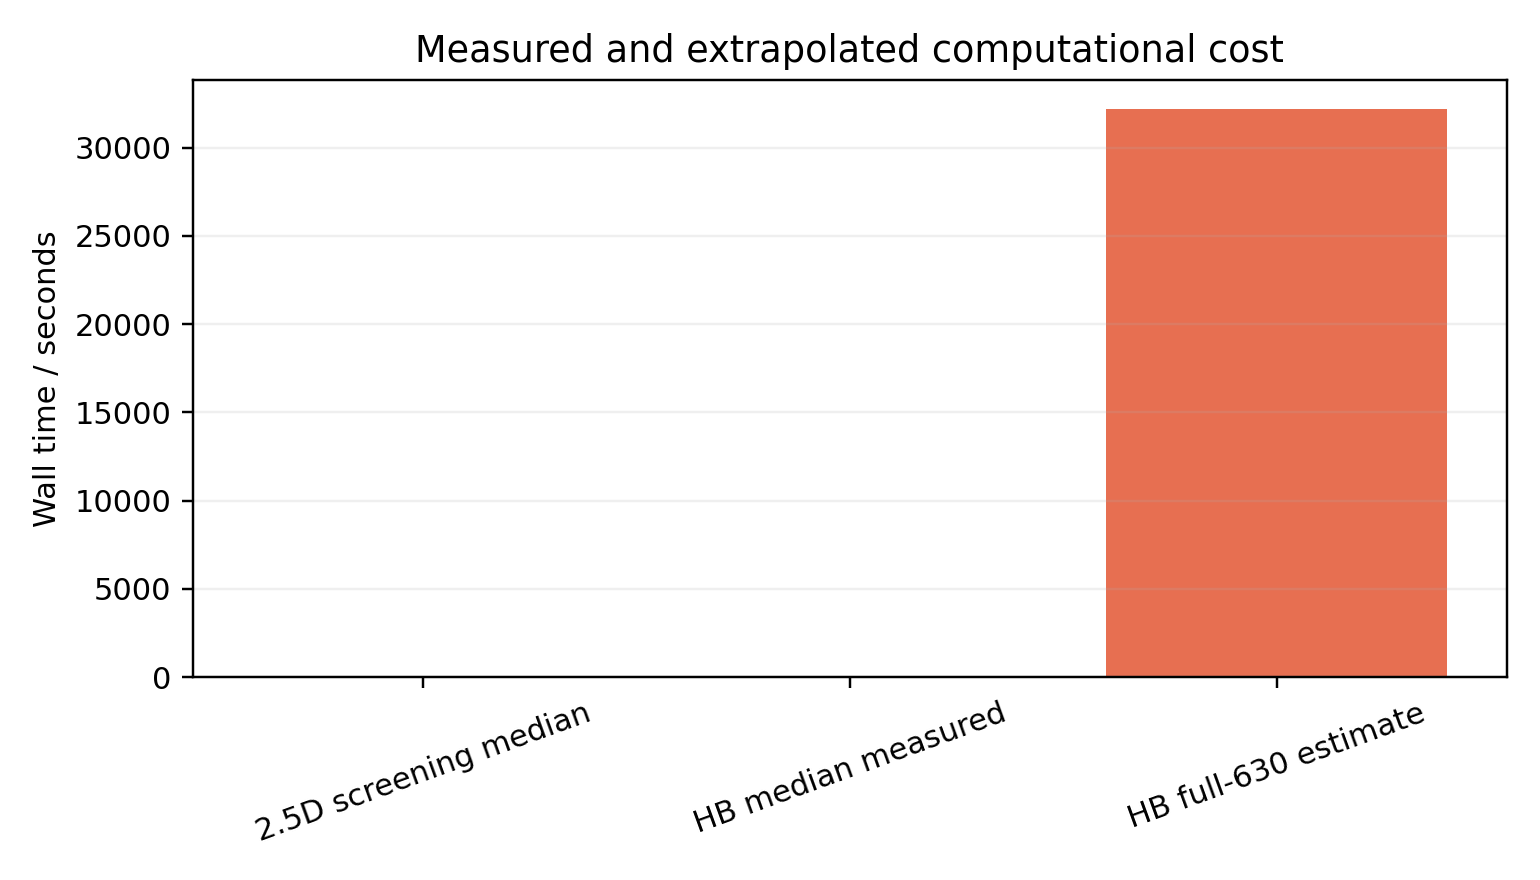 Measured and extrapolated computational cost
Wall time / seconds
30000
25000
20000
15000
10000
5000
0
2.5D screening median
HB median measured
HB full-630 estimate